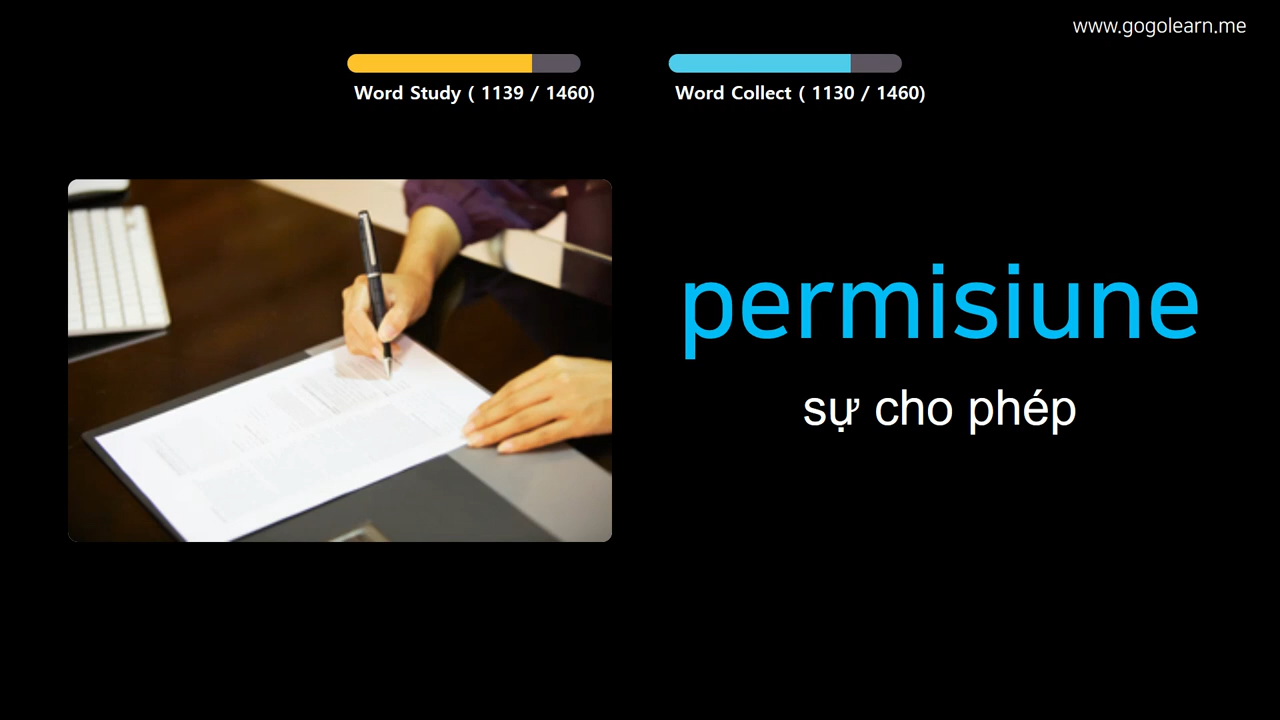 www.gogolearn.me
Word Study ( 1139 / 1460)
Word Collect ( 1130 / 1460)
permisiune
sự cho phép